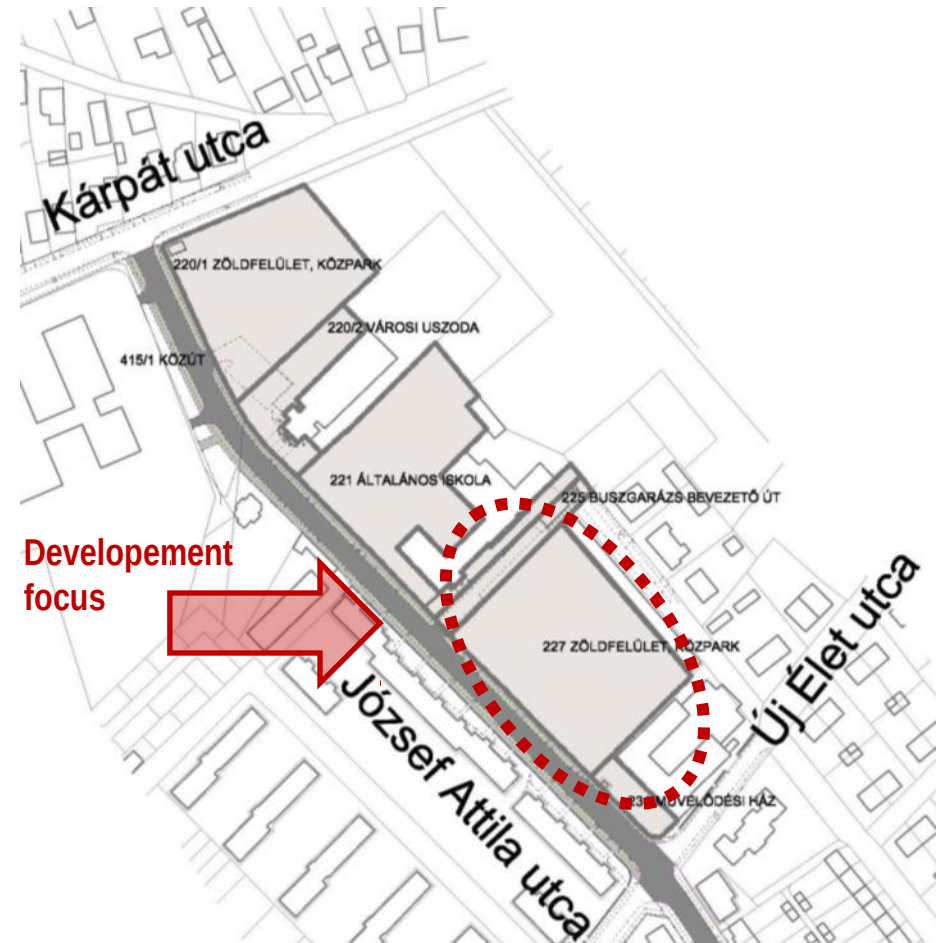 Kárpát utca
220/1 ZÖLDFELÜLET, KÖZPARK
220/2 VÁROSI USZODA
415/1 KÖZÚT
221 ÁLTALÁNOS ISKOLA
225 BUSZGARÁZS BEVEZETŐ ÚT
Developement
focus
227 ZÖLDFELÜLET, KÖZPARK
Új Élet utca
József Attila utca
MŰVELŐDÉSI HÁZ